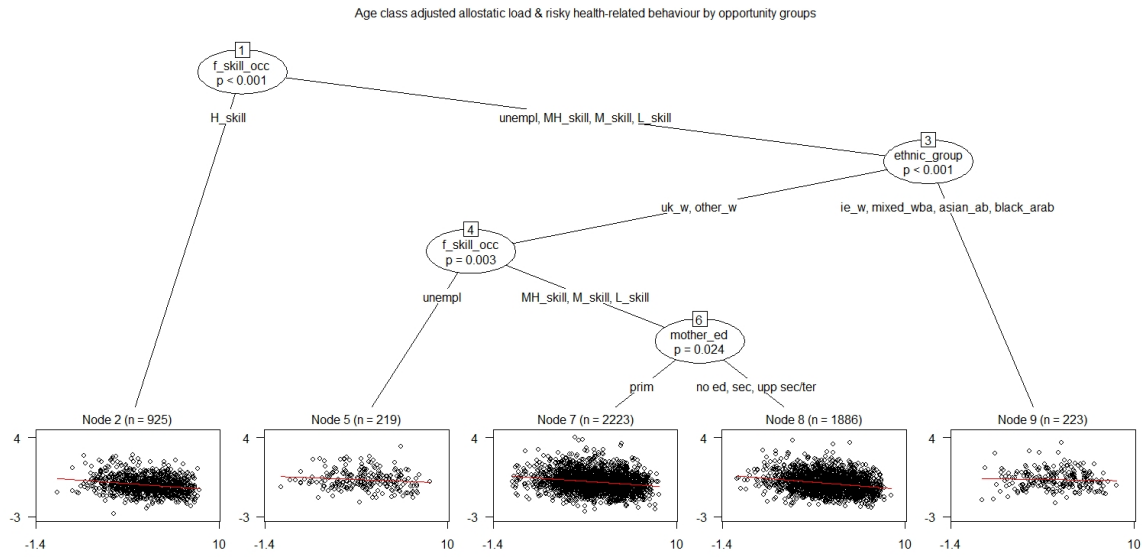 Age class adjusted allostatic load & risky health-related behaviour by opportunity groups
1
f_skill_occ
p < 0.001
H_skill
unempl, MH_skill, M_skill, L_skill
3
ethnic_group
p < 0.001
uk_w, other_w
ie_w, mixed_wba, asian_ab, black_arab
4
f_skill_occ
p = 0.003
unempl
MH_skill, M_skill, L_skill
6
mother_ed
p = 0.024
prim
no ed, sec, upp sec/ter
Node 2 (n = 925)
4
-3
-1.4
10
Node 5 (n = 219)
4
-3
-1.4
10
Node 7 (n = 2223)
4
-3
-1.4
10
Node 8 (n = 1886)
4
-3
-1.4
10
Node 9 (n = 223)
4
-3
-1.4
10